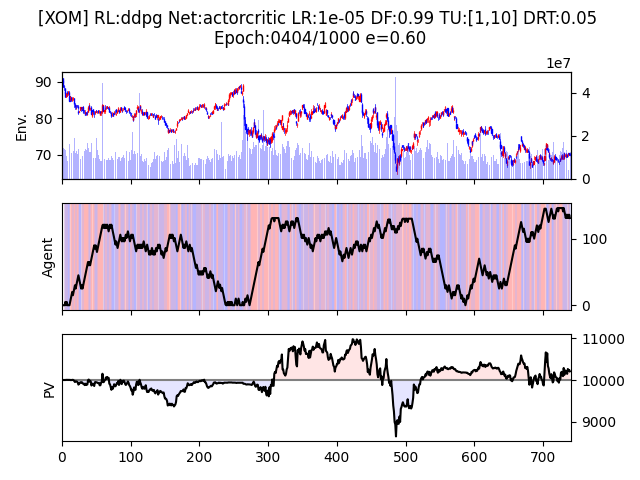 [XOM] RL:ddpg Net:actorcritic LR:1e-05 DF:0.99 TU:[1,10] DRT:0.05
Epoch:0404/1000 e=0.60
1e7
90
80
70
Env.
4
2
0
Agent
100
0
PV
11000
10000
9000
0 100 200 300 400 500 600 700